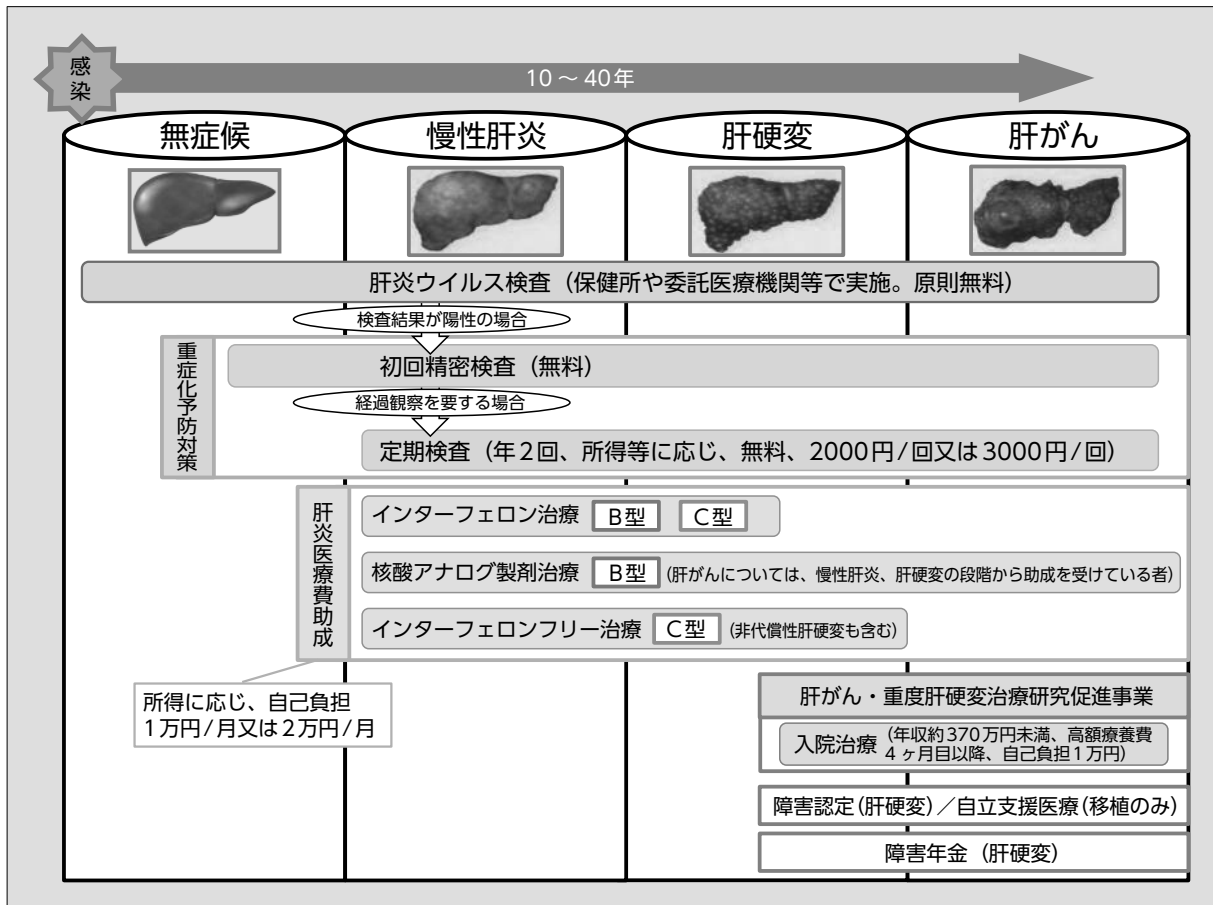 感染
10～40年
無症候
慢性肝炎
肝硬変
肝がん
肝炎ウイルス検査（保健所や委託医療機関等で実施。原則無料）
検査結果が陽性の場合
重症化予防対策
初回精密検査（無料）
経過観察を要する場合
定期検査（年2回、所得等に応じ、無料、2000円/回又は3000円/回）
肝炎医療費助成
インターフェロン治療 B型 C型
核酸アナログ製剤治療 B型 (肝がんについては、慢性肝炎、肝硬変の段階から助成を受けている者)
インターフェロンフリー治療 C型 (非代償性肝硬変も含む)
所得に応じ、自己負担
1万円/月又は2万円/月
肝がん・重度肝硬変治療研究促進事業
入院治療 (年収約370万円未満、高額療養費
4ヶ月目以降、自己負担1万円)
障害認定(肝硬変)／自立支援医療(移植のみ)
障害年金（肝硬変）